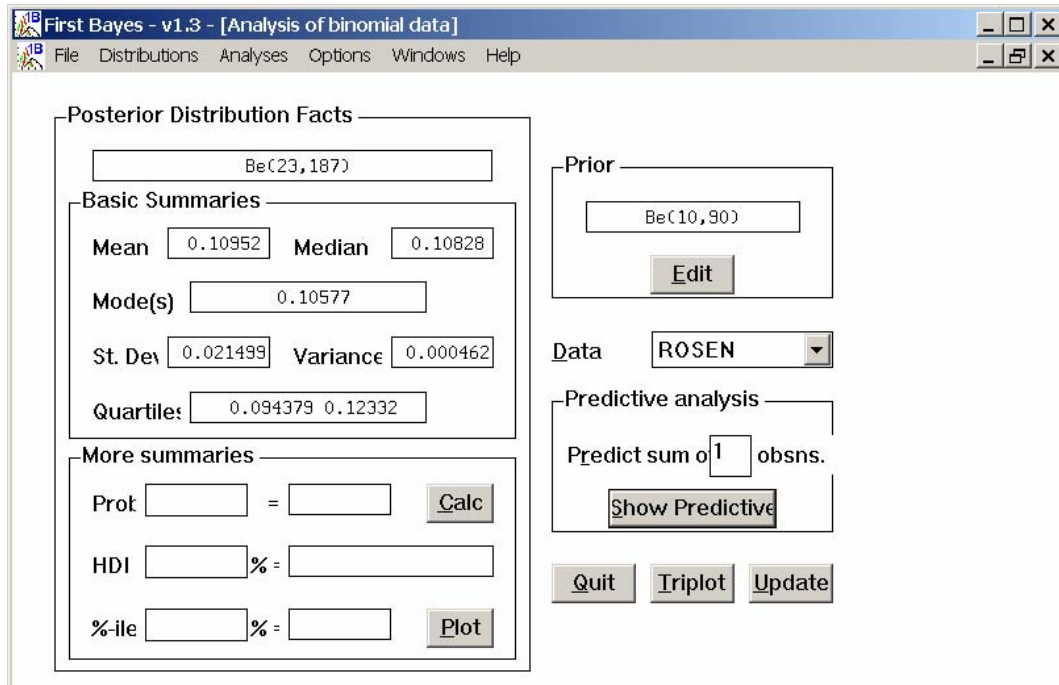 First Bayes - v1.3 - [Analysis of binomial data]
File Distributions Analyses Options Windows Help
Posterior Distribution Facts
Be(23,187)
Basic Summaries
Mean 0.10952 Median 0.10828
Mode(s) 0.10577
St. Dev 0.021499 Variance 0.000462
Quartiles 0.094379 0.12332
More summaries
Prob = Calc
HDI % =
%-ile % = Plot
Prior
Be(10,90)
Edit
Data ROSEN
Predictive analysis
Predict sum of 1 obsns.
Show Predictive
Quit Triplot Update